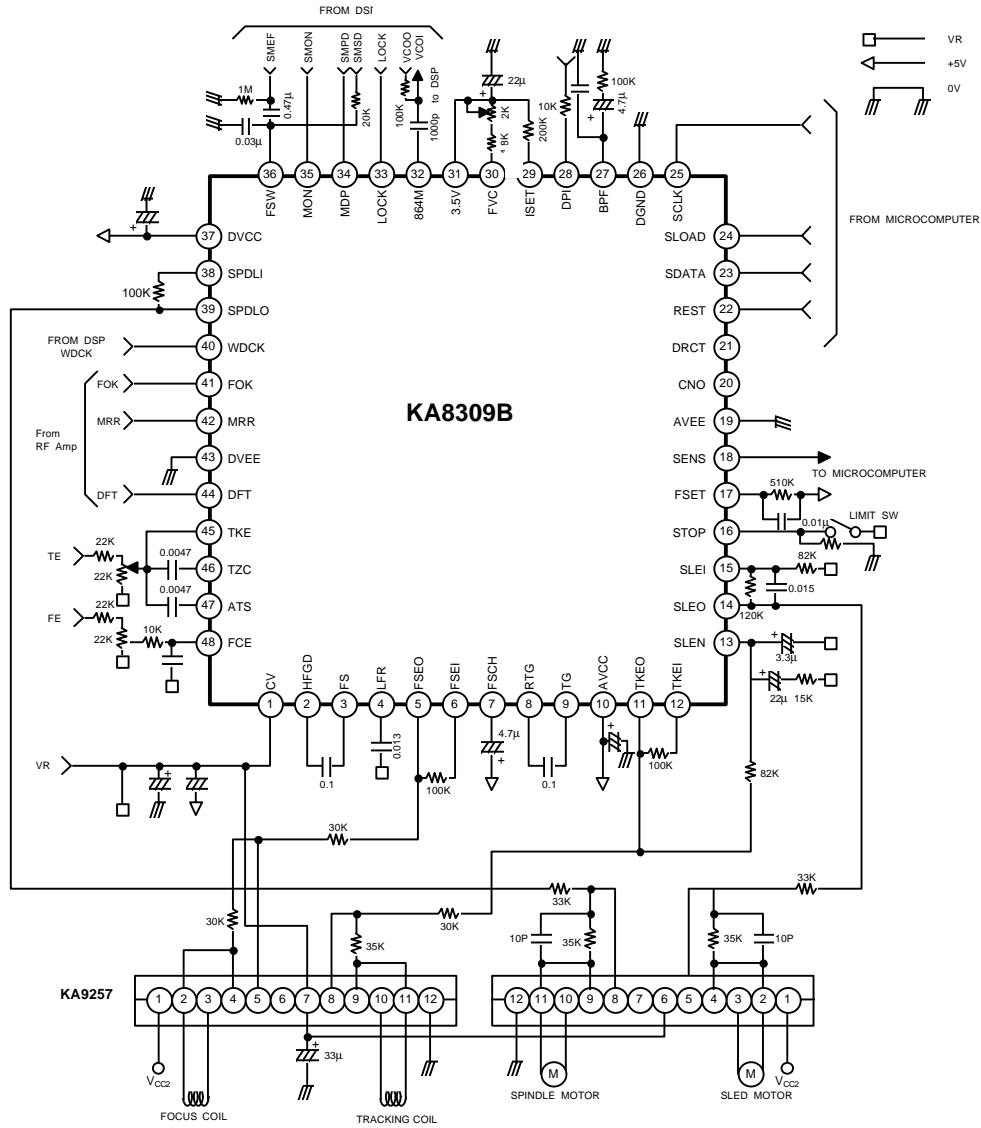 FROM DSI
SMEF
SMON
SMPD
SMSD
LOCK
VCOO
VCOI
VR
+5V
0V
1M
0.47µ
0.03µ
20K
100K
1000p to DSP
22µ
2K
18K
200K
10K
100K
4.7µ
36 35 34 33 32 31 30 29 28 27 26 25
FSW
MON
MDP
LOCK
864M
3.5V
FVC
ISET
DPI
BPF
DGND
SCLK
FROM MICROCOMPUTER
37 DVCC
38 SPDLI
100K
39 SPDLO
FROM DSP
WDCK
40 WDCK
From
RF Amp
FOK
41 FOK
MRR
42 MRR
43 DVEE
DFT
44 DFT
45 TKE
TE
22K
22K
0.0047
46 TZC
0.0047
47 ATS
FE
22K
22K
10K
48 FCE
KA8309B
SLOAD 24
SDATA 23
REST 22
DRCT 21
CNO 20
AVEE 19
SENS 18
TO MICROCOMPUTER
FSET 17
510K
0.01µ
STOP 16
LIMIT SW
SLEI 15
82K
0.015
120K
SLEO 14
SLEN 13
3.3µ
22µ
15K
CV
HFGD
FS
LFR
FSEO
FSEI
FSCH
RTG
TG
AVCC
TKEO
TKEI
1 2 3 4 5 6 7 8 9 10 11 12
VR
0.1
0.013
100K
4.7µ
0.1
100K
82K
30K
33K
33K
30K
30K
35K
10P
35K
35K
10P
KA9257
1 2 3 4 5 6 7 8 9 10 11 12
12 11 10 9 8 7 6 5 4 3 2 1
33µ
VCC2
FOCUS COIL
TRACKING COIL
M
SPINDLE MOTOR
M
SLED MOTOR
VCC2